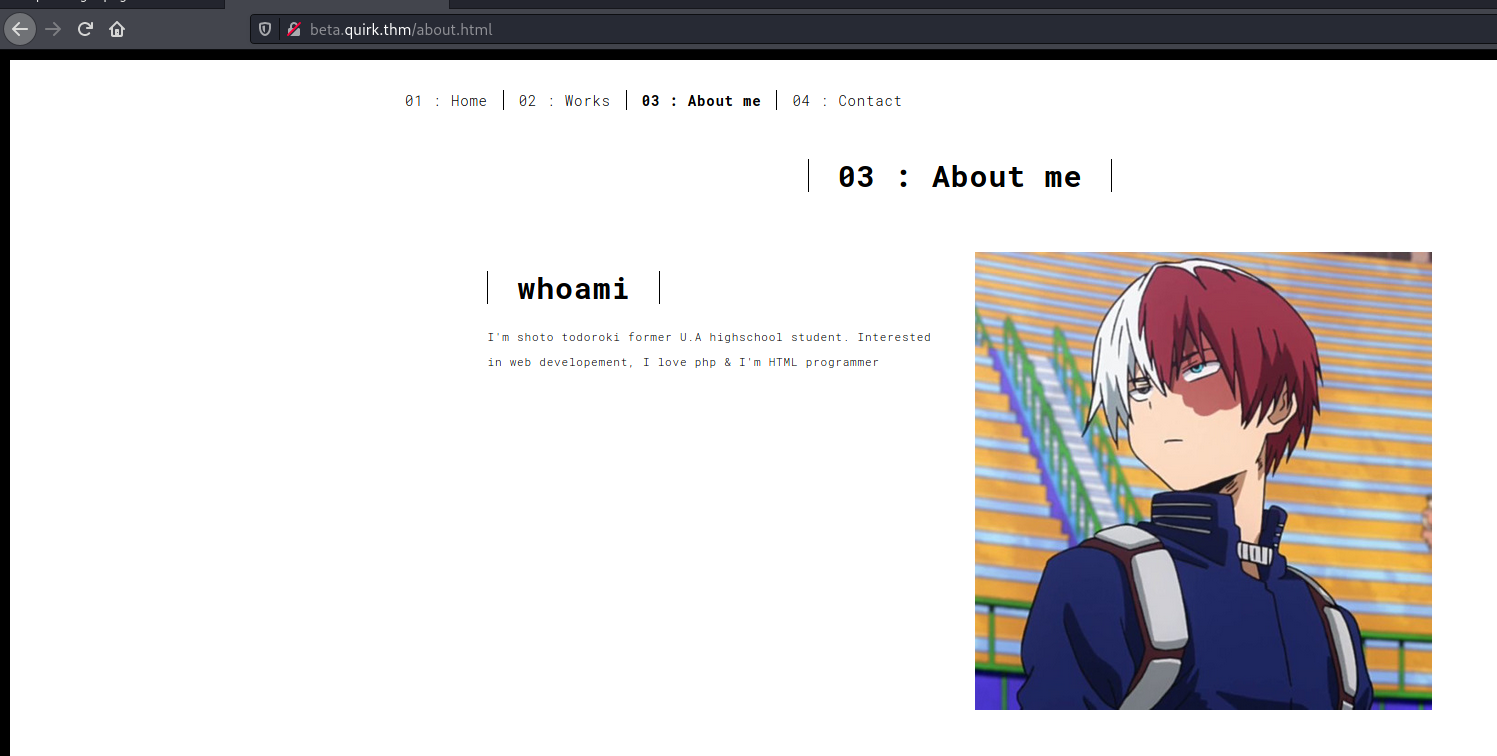 beta.quirk.thm/about.html
01 : Home
02 : Works
03 : About me
04 : Contact
03 : About me
whoami
I'm shoto todoroki former U.A highschool student. Interested
in web developement, I love php & I'm HTML programmer